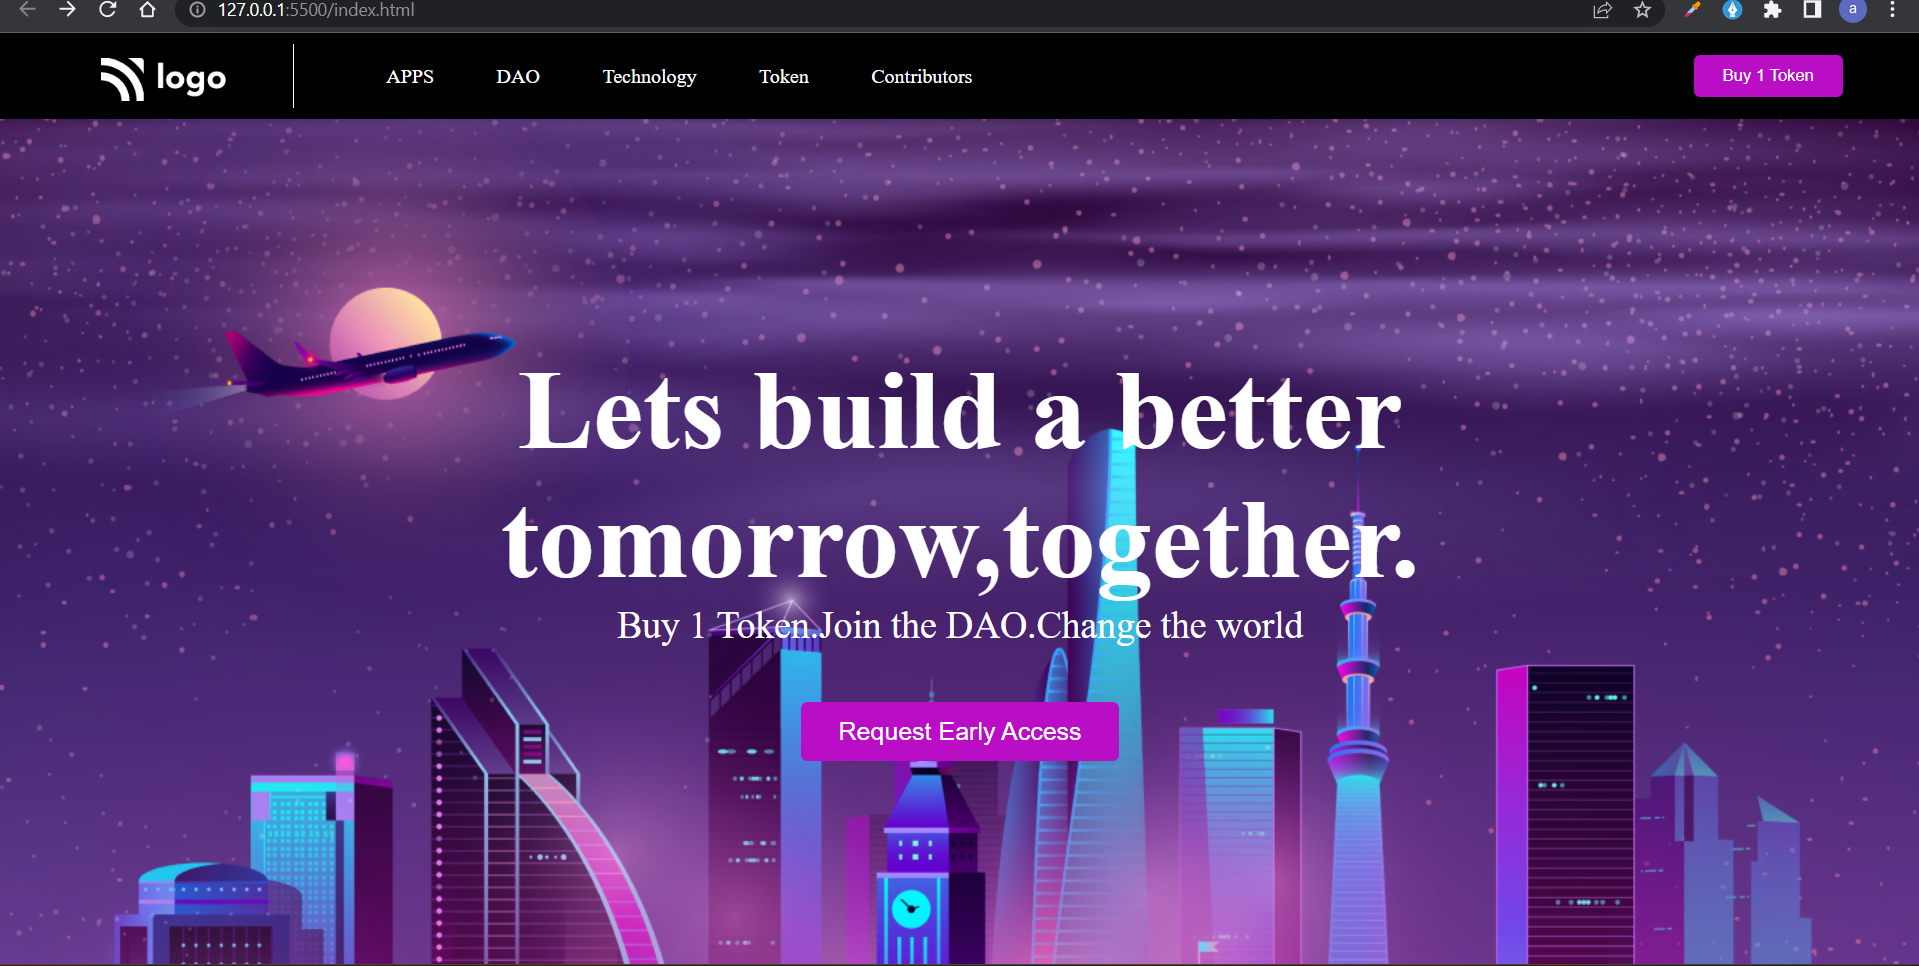 127.0.0.1:5500/index.html
a
logo
APPS DAO Technology Token Contributors
Buy 1 Token
Lets build a better
tomorrow,together.
Buy 1 Token.Join the DAO.Change the world
Request Early Access